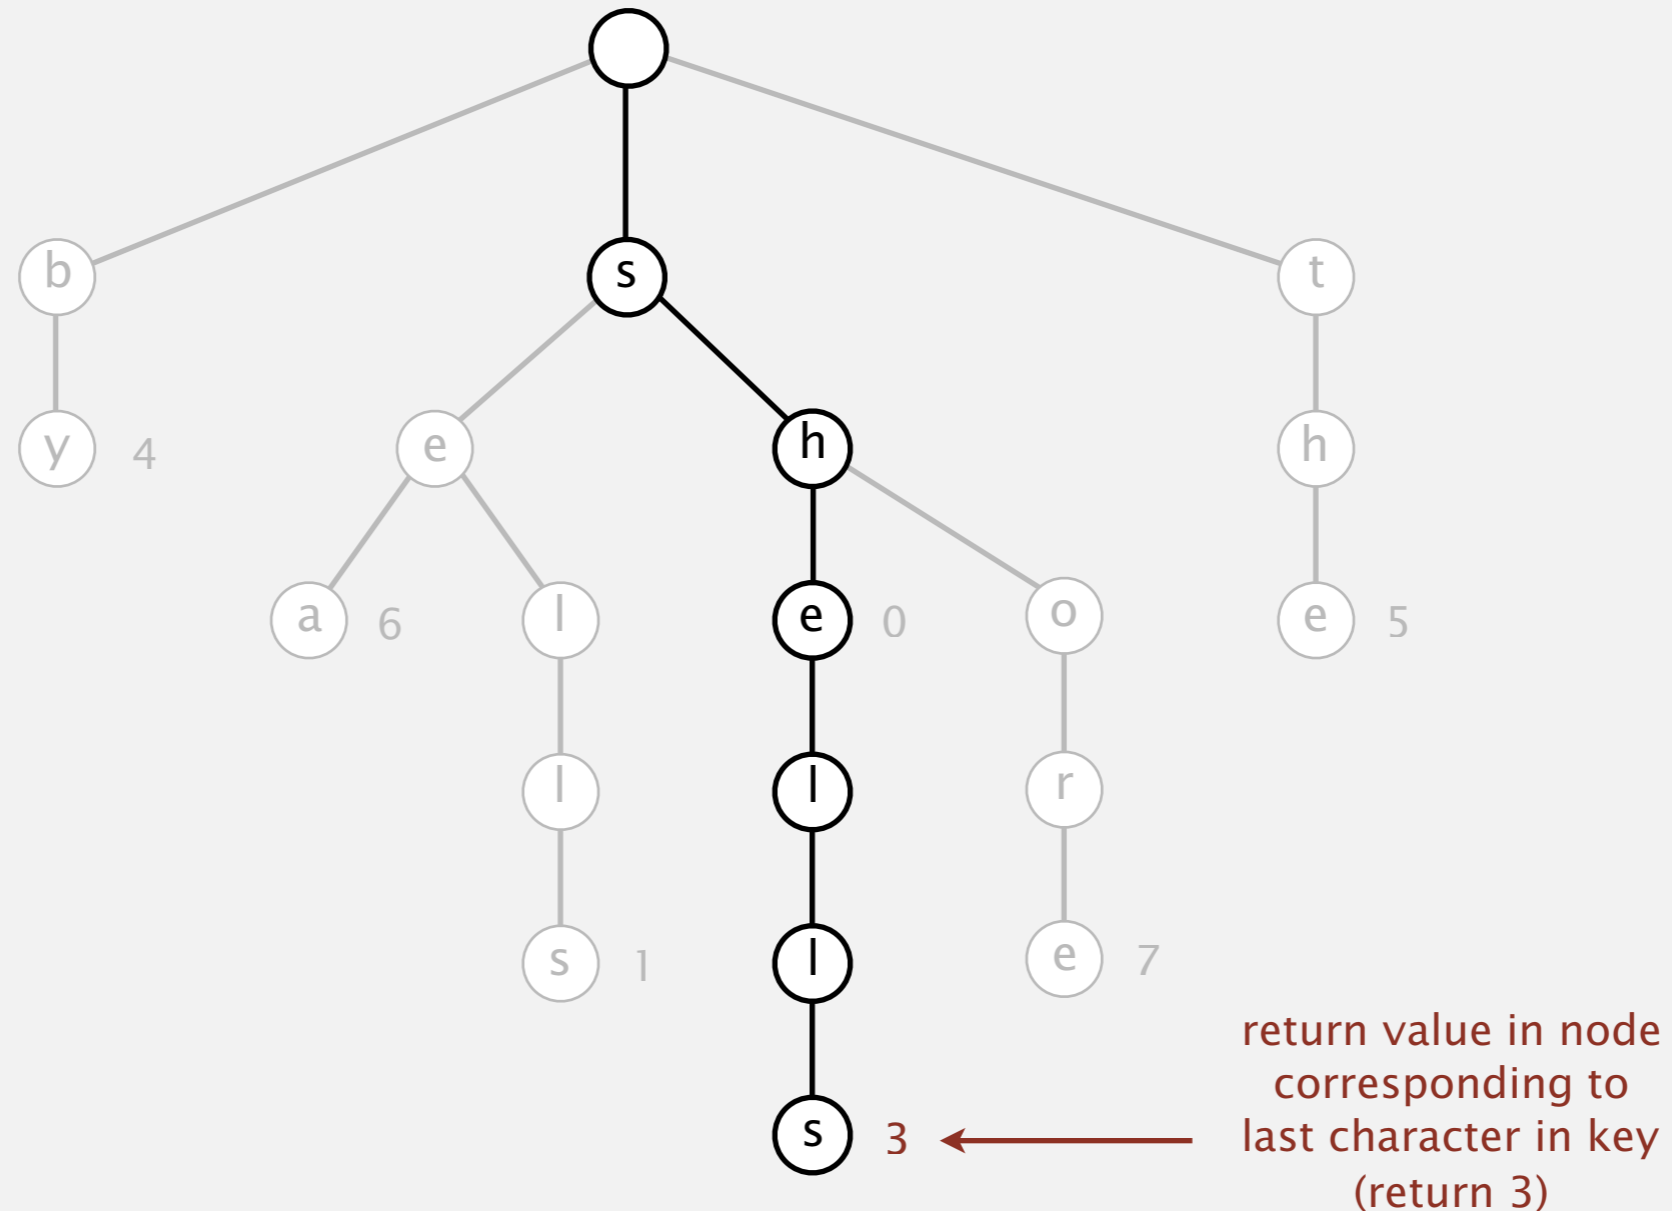 s
b
t
y 4
e
h
h
a 6
l
e 0
o
e 5
l
l
r
s 1
l
e 7
s 3
return value in node
corresponding to
last character in key
(return 3)